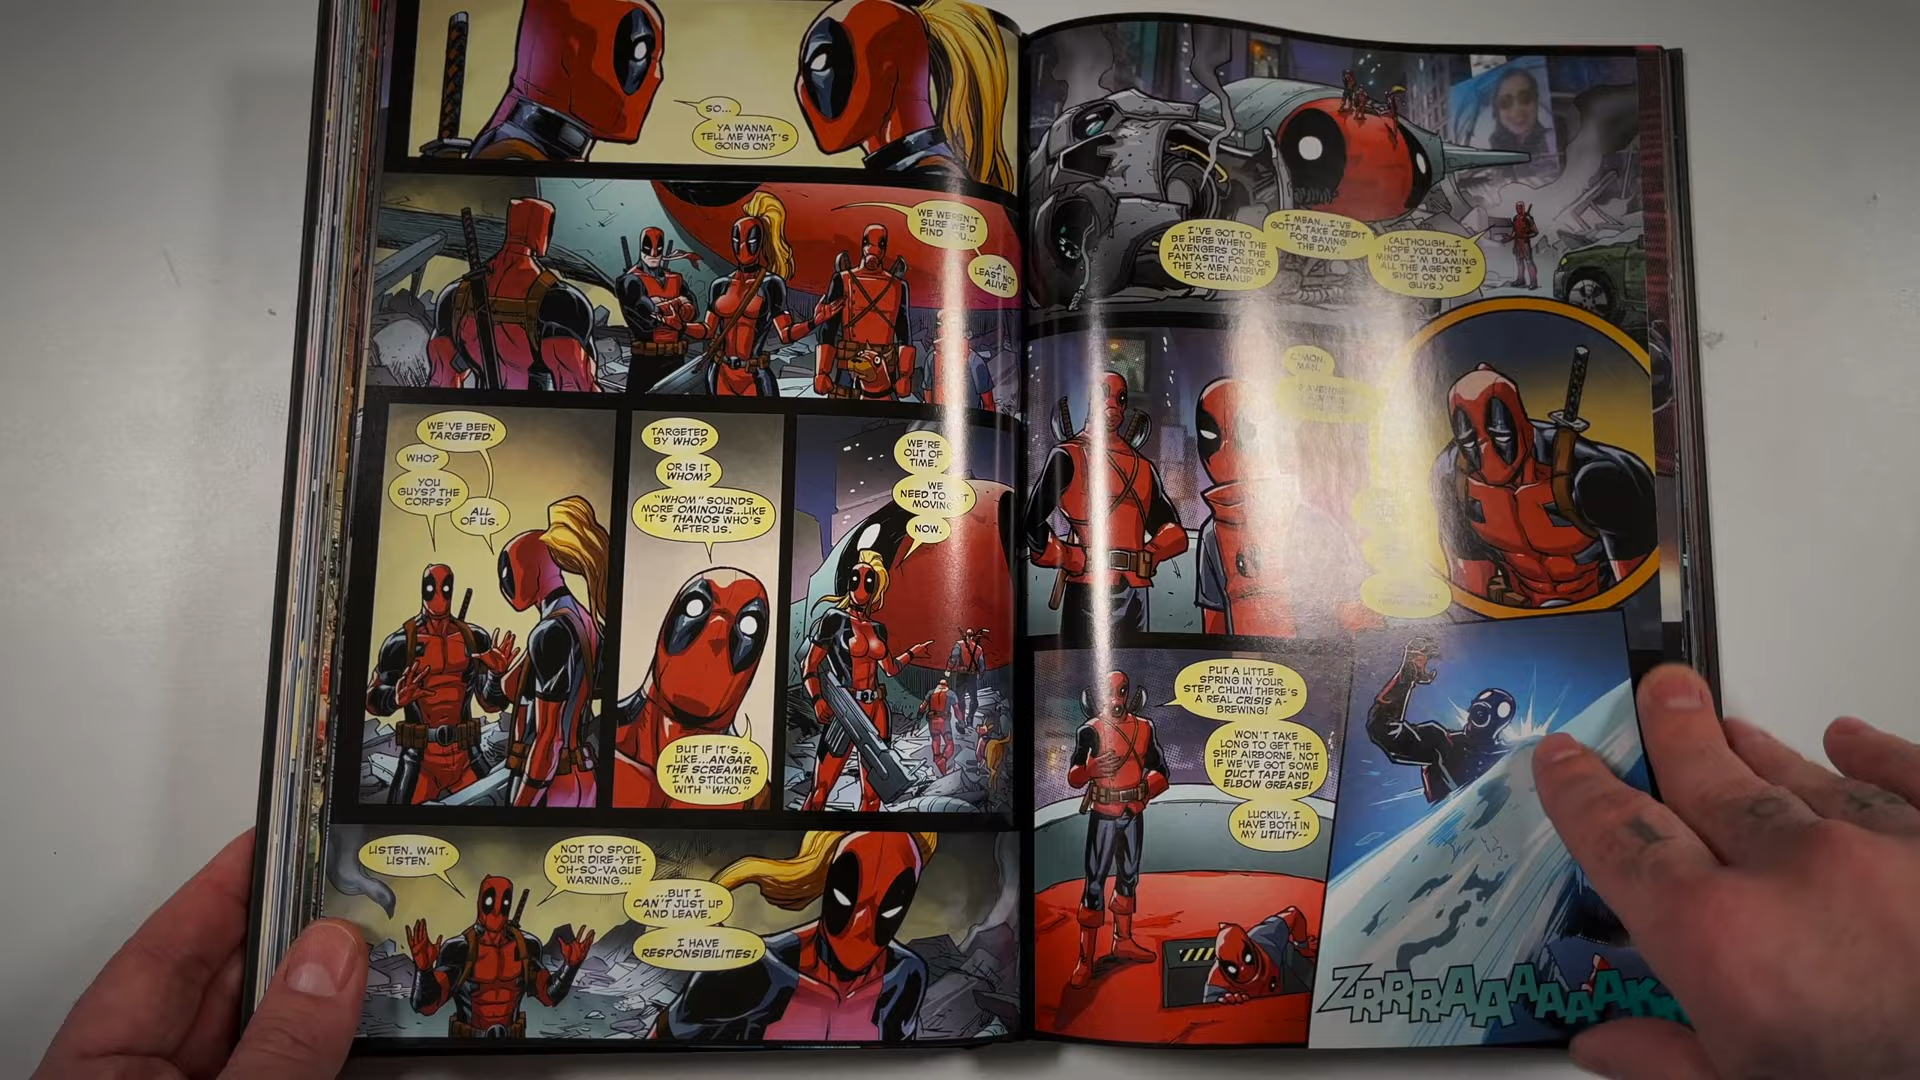 SO...
YA WANNA
TELL ME WHAT'S
GOING ON?
WE WEREN'T
SURE WE'D
FIND YOU...
...AT
LEAST NOT
ALIVE.
WE'VE BEEN
TARGETED.
WHO?
YOU
GUYS? THE
CORPS?
ALL
OF US.
TARGETED
BY WHO?
OR IS IT
WHOM?
"WHOM" SOUNDS
MORE OMINOUS...LIKE
IT'S THANOS WHO'S
AFTER US.
BUT IF IT'S...
LIKE...ANGAR
THE SCREAMER,
I'M STICKING
WITH "WHO."
WE'RE
OUT OF
TIME.
WE
NEED TO GET
MOVING.
NOW.
LISTEN. WAIT.
LISTEN.
NOT TO SPOIL
YOUR DIRE-YET-
OH-SO-VAGUE
WARNING...
...BUT I
CAN'T JUST UP
AND LEAVE.
I HAVE
RESPONSIBILITIES!
I'VE GOT TO
BE HERE WHEN THE
AVENGERS OR THE
FANTASTIC FOUR OR
THE X-MEN ARRIVE
FOR CLEANUP.
I MEAN...I'VE
GOTTA TAKE CREDIT
FOR SAVING
THE DAY.
(ALTHOUGH...I
HOPE YOU DON'T
MIND...I'M BLAMING
ALL THE AGENTS I
SHOT ON YOU
GUYS.)
C'MON,
MAN.
PUT A LITTLE
SPRING IN YOUR
STEP, CHUM! THERE'S
A REAL CRISIS A-
BREWING!
WON'T TAKE
LONG TO GET THE
SHIP AIRBORNE, NOT
IF WE'VE GOT SOME
DUCT TAPE AND
ELBOW GREASE!
LUCKILY, I
HAVE BOTH IN
MY UTILITY--
ZRRRAAAAAAK